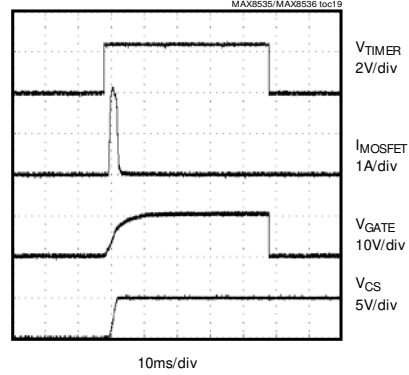 MAX8535/MAX8536 toc19
VTIMER
2V/div
IMOSFET
1A/div
VGATE
10V/div
VCS
5V/div
10ms/div